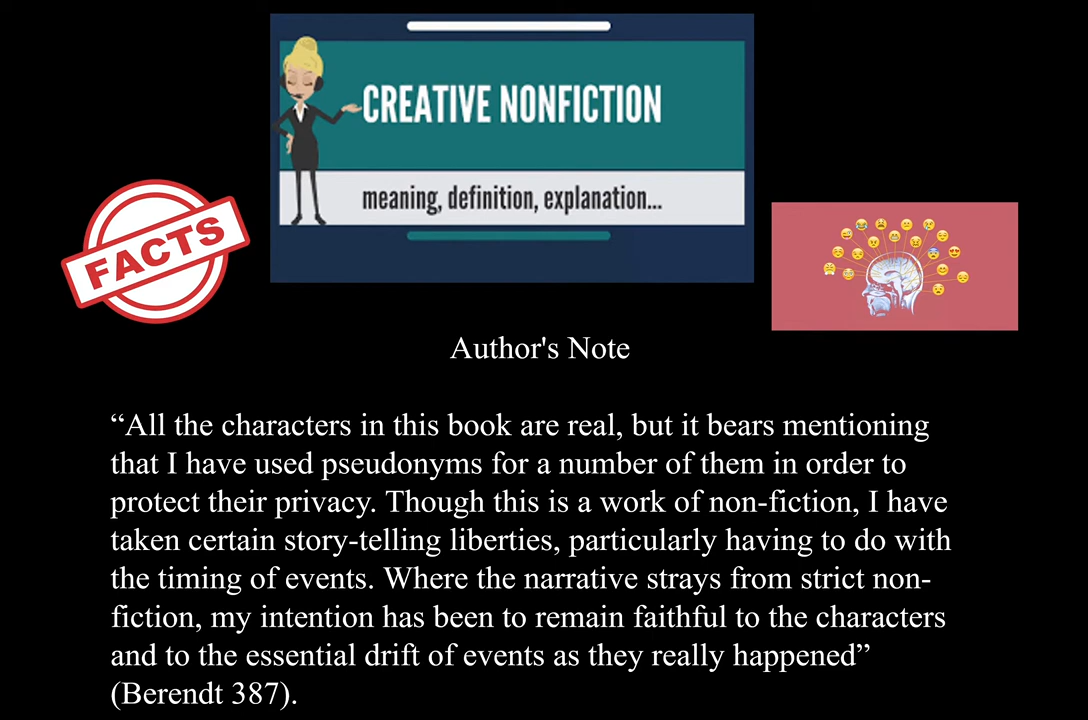 CREATIVE NONFICTION
meaning, definition, explanation...
FACTS
Author's Note
“All the characters in this book are real, but it bears mentioning
that I have used pseudonyms for a number of them in order to
protect their privacy. Though this is a work of non-fiction, I have
taken certain story-telling liberties, particularly having to do with
the timing of events. Where the narrative strays from strict non-
fiction, my intention has been to remain faithful to the characters
and to the essential drift of events as they really happened”
(Berendt 387).